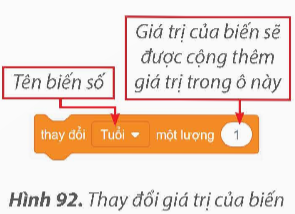 Giá trị của biến sẽ
được cộng thêm
giá trị trong ô này
Tên biến số
thay đổi Tuổi một lượng 1
Hình 92. Thay đổi giá trị của biến